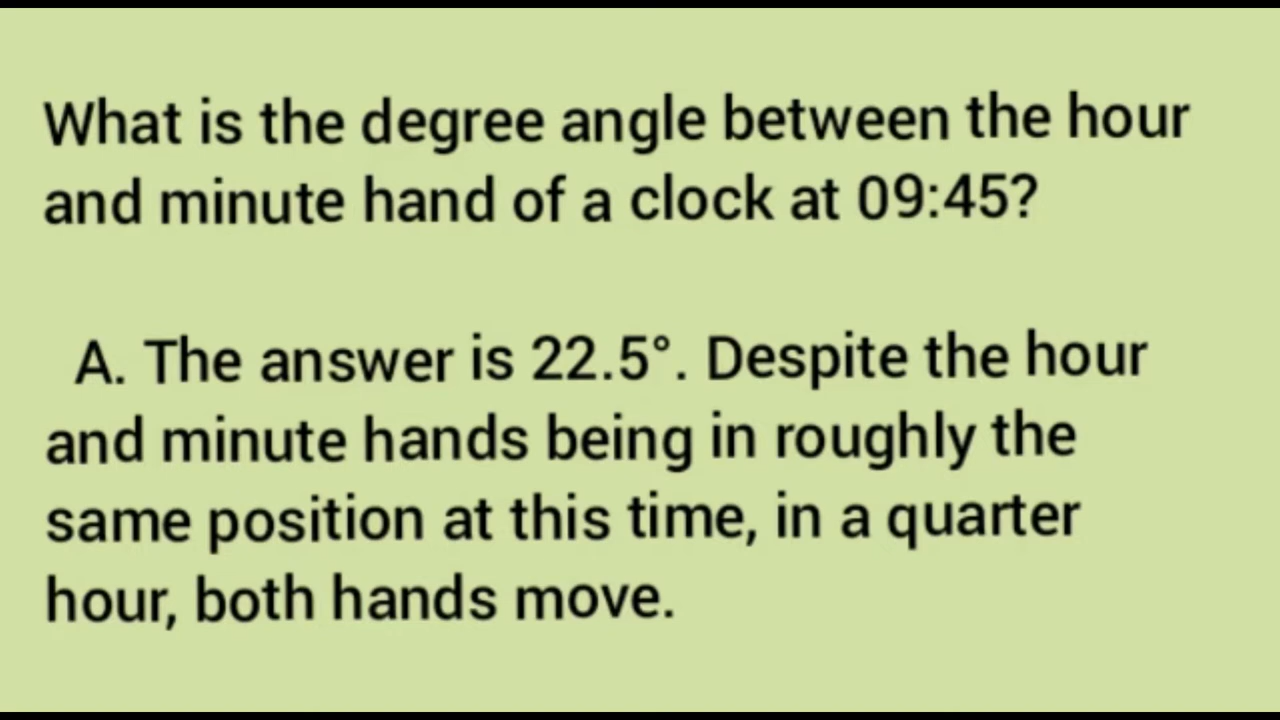 What is the degree angle between the hour
and minute hand of a clock at 09:45?
A. The answer is 22.5°. Despite the hour
and minute hands being in roughly the
same position at this time, in a quarter
hour, both hands move.